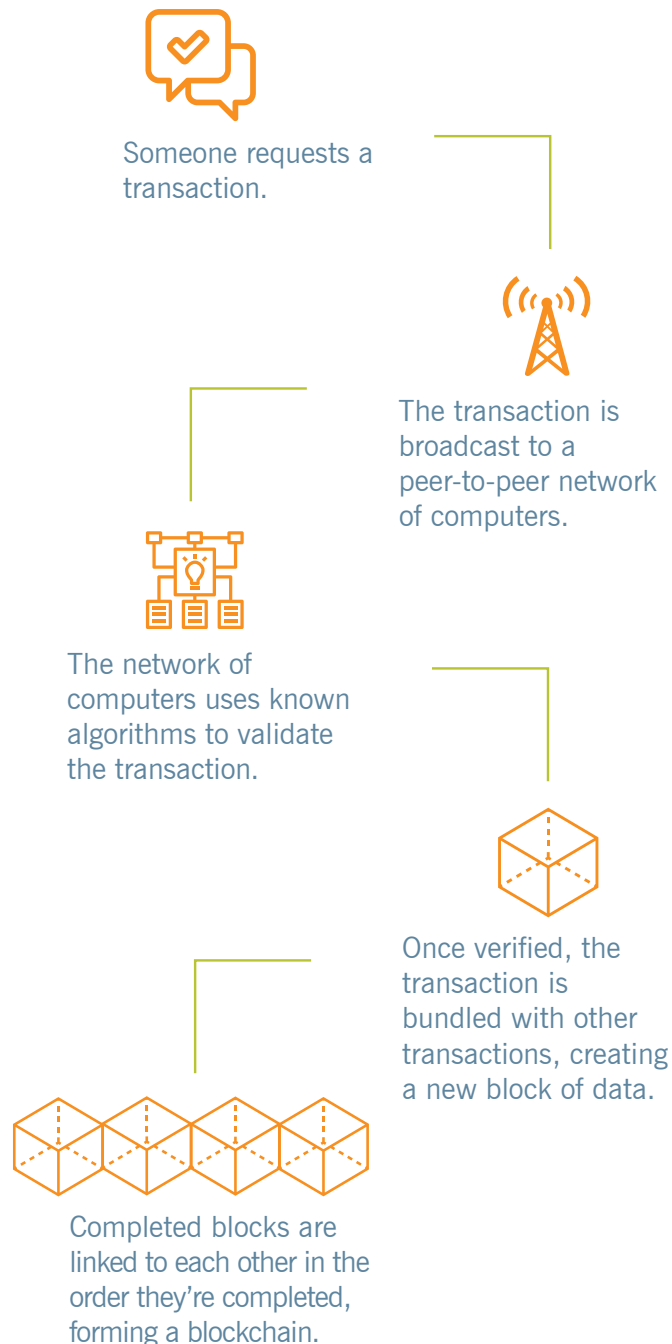 Someone requests a
transaction.
The transaction is
broadcast to a
peer-to-peer network
of computers.
The network of
computers uses known
algorithms to validate
the transaction.
Once verified, the
transaction is
bundled with other
transactions, creating
a new block of data.
Completed blocks are
linked to each other in the
order they’re completed,
forming a blockchain.